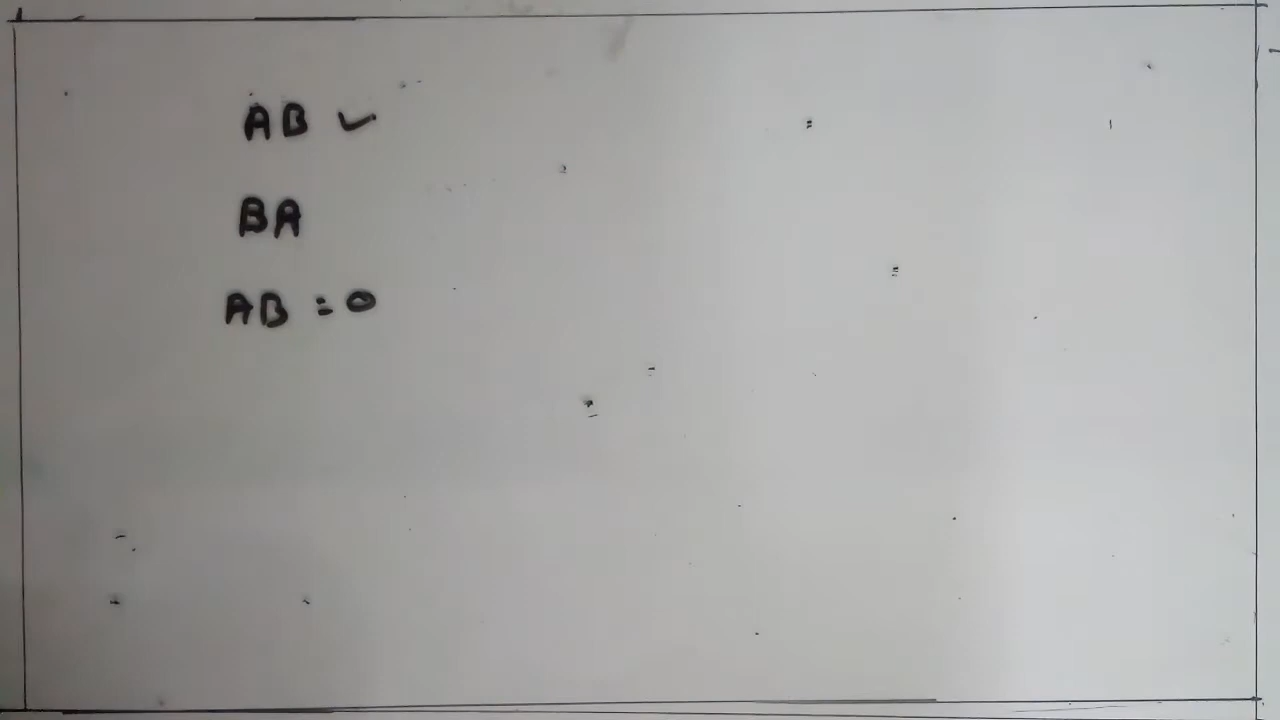 AB ✓
BA
AB = 0